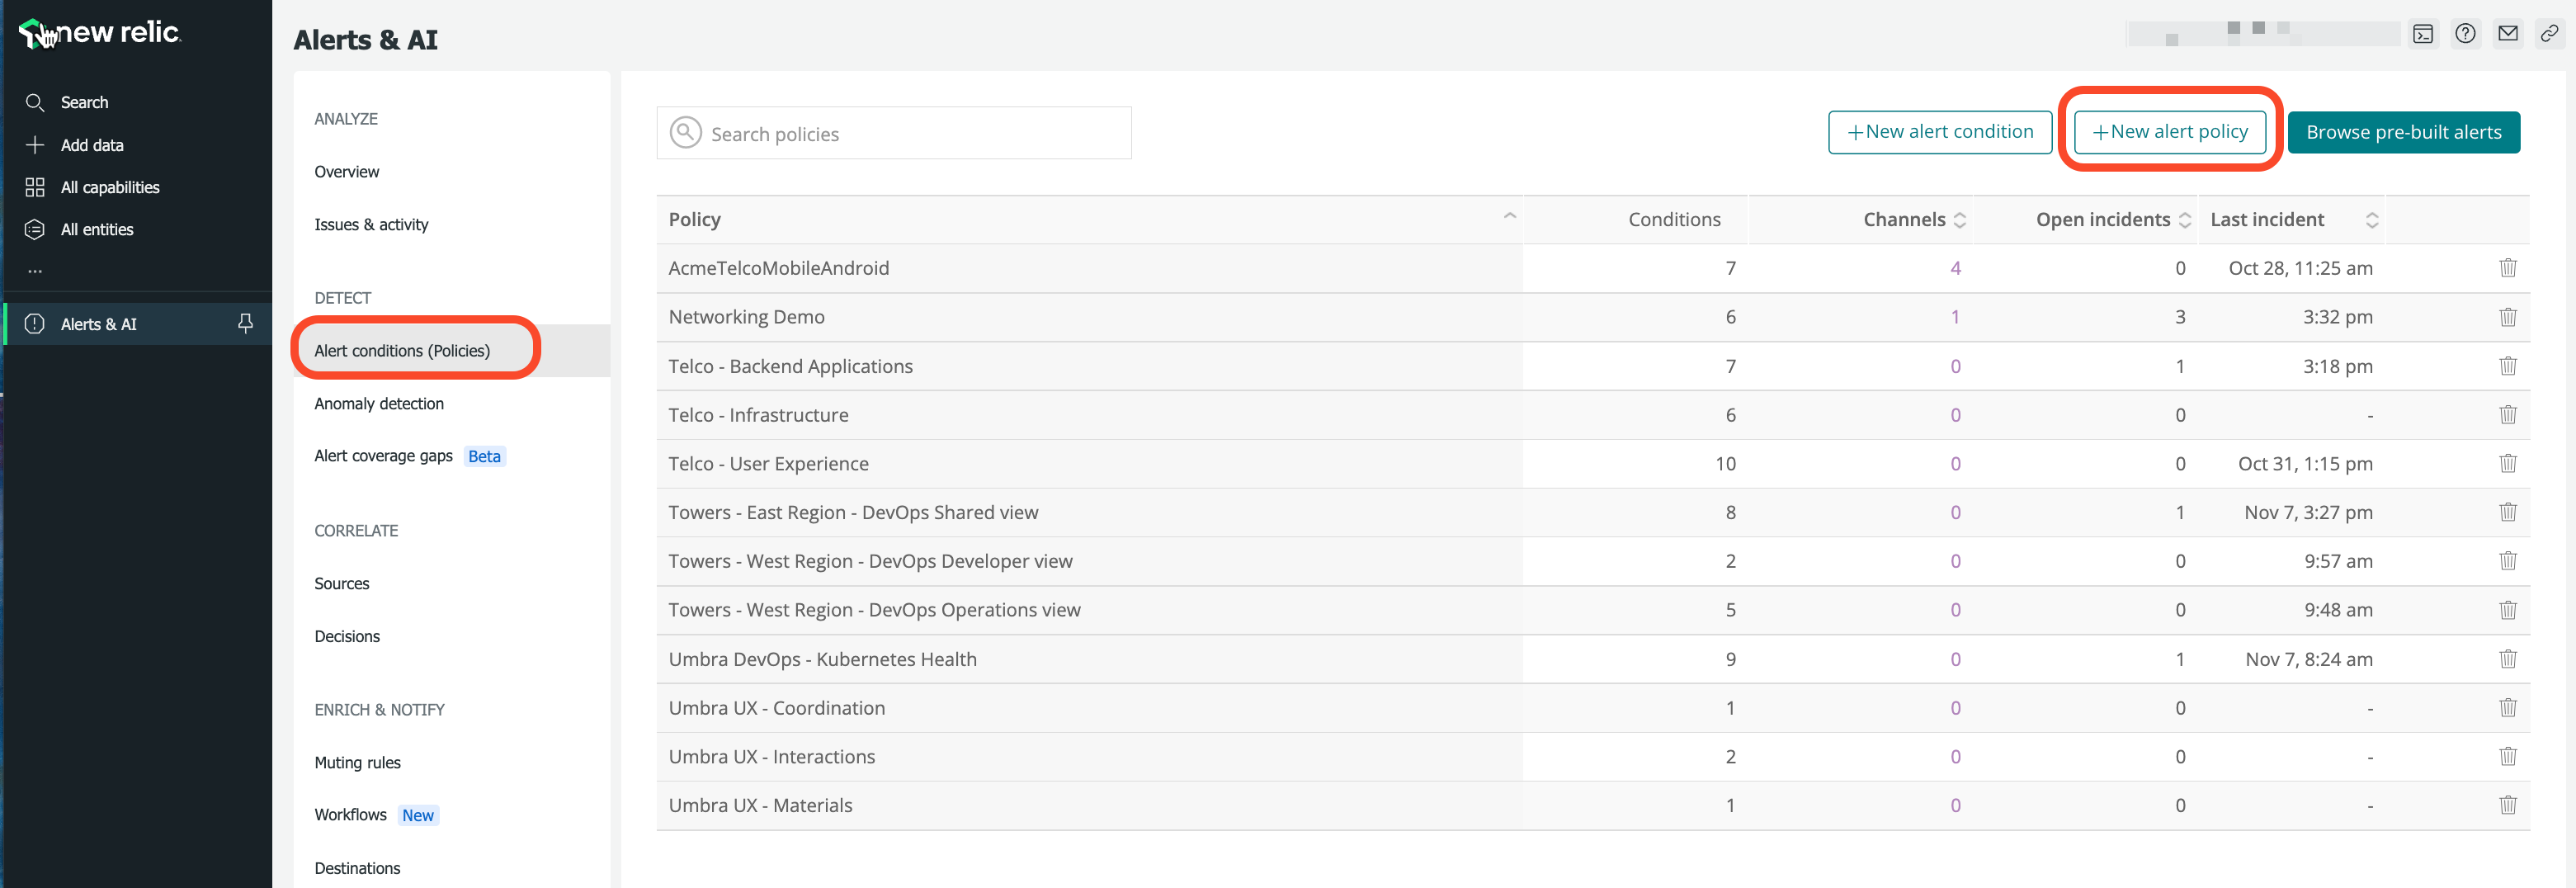 new relic.
Search
Add data
All capabilities
All entities
...
Alerts & AI
Alerts & AI
ANALYZE
Overview
Issues & activity
DETECT
Alert conditions (Policies)
Anomaly detection
Alert coverage gaps Beta
CORRELATE
Sources
Decisions
ENRICH & NOTIFY
Muting rules
Workflows New
Destinations
Search policies
+New alert condition +New alert policy Browse pre-built alerts
Policy Conditions Channels Open incidents Last incident
AcmeTelcoMobileAndroid 7 4 0 Oct 28, 11:25 am
Networking Demo 6 1 3 3:32 pm
Telco - Backend Applications 7 0 1 3:18 pm
Telco - Infrastructure 6 0 0 -
Telco - User Experience 10 0 0 Oct 31, 1:15 pm
Towers - East Region - DevOps Shared view 8 0 1 Nov 7, 3:27 pm
Towers - West Region - DevOps Developer view 2 0 0 9:57 am
Towers - West Region - DevOps Operations view 5 0 0 9:48 am
Umbra DevOps - Kubernetes Health 9 0 1 Nov 7, 8:24 am
Umbra UX - Coordination 1 0 0 -
Umbra UX - Interactions 2 0 0 -
Umbra UX - Materials 1 0 0 -